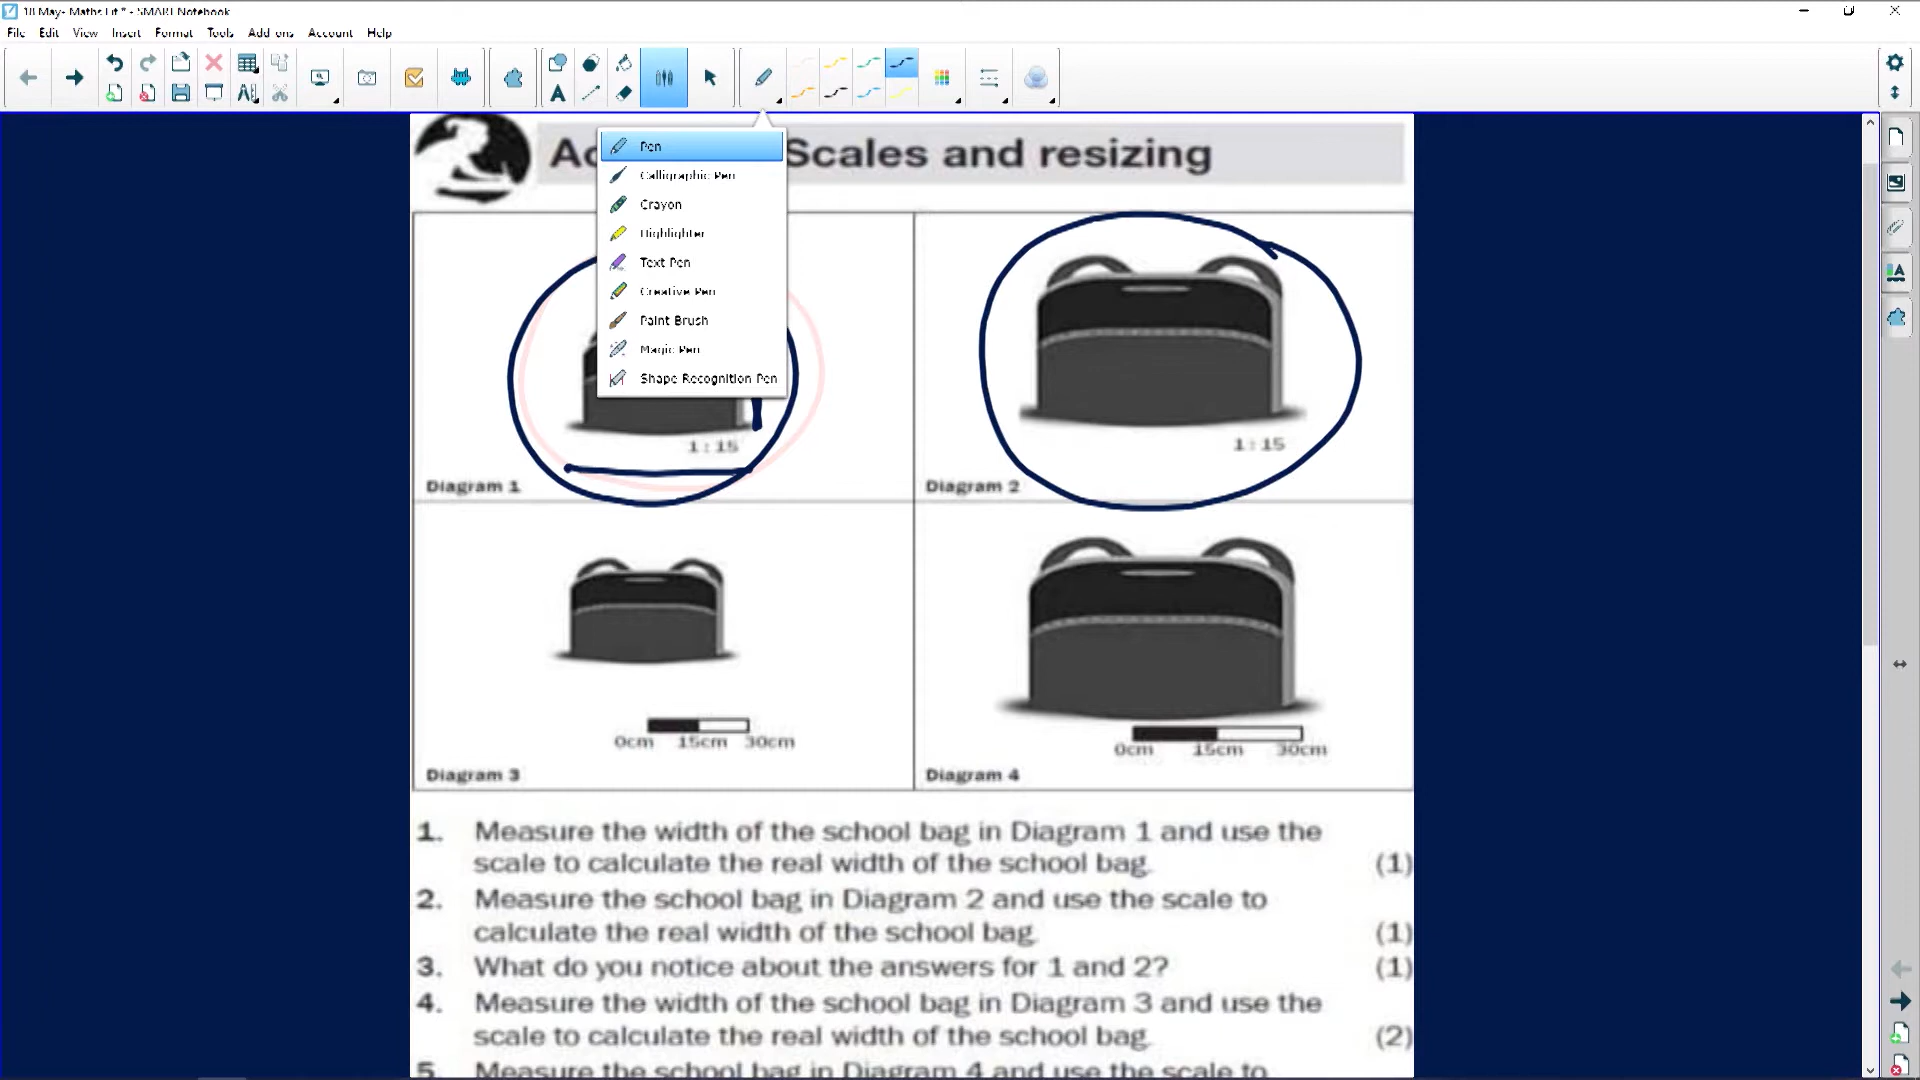 18 May- Maths Lit * - SMART Notebook
File Edit View Insert Format Tools Add-ons Account Help
Scales and resizing
Pen
Calligraphic Pen
Crayon
Highlighter
Text Pen
Creative Pen
Paint Brush
Magic Pen
Shape Recognition Pen
1 : 15
Diagram 1
1 : 15
Diagram 2
0cm 15cm 30cm
Diagram 3
0cm 15cm 30cm
Diagram 4
1. Measure the width of the school bag in Diagram 1 and use the
scale to calculate the real width of the school bag. (1)
2. Measure the school bag in Diagram 2 and use the scale to
calculate the real width of the school bag. (1)
3. What do you notice about the answers for 1 and 2? (1)
4. Measure the width of the school bag in Diagram 3 and use the
scale to calculate the real width of the school bag. (2)
5. Measure the school bag in Diagram 4 and use the scale to